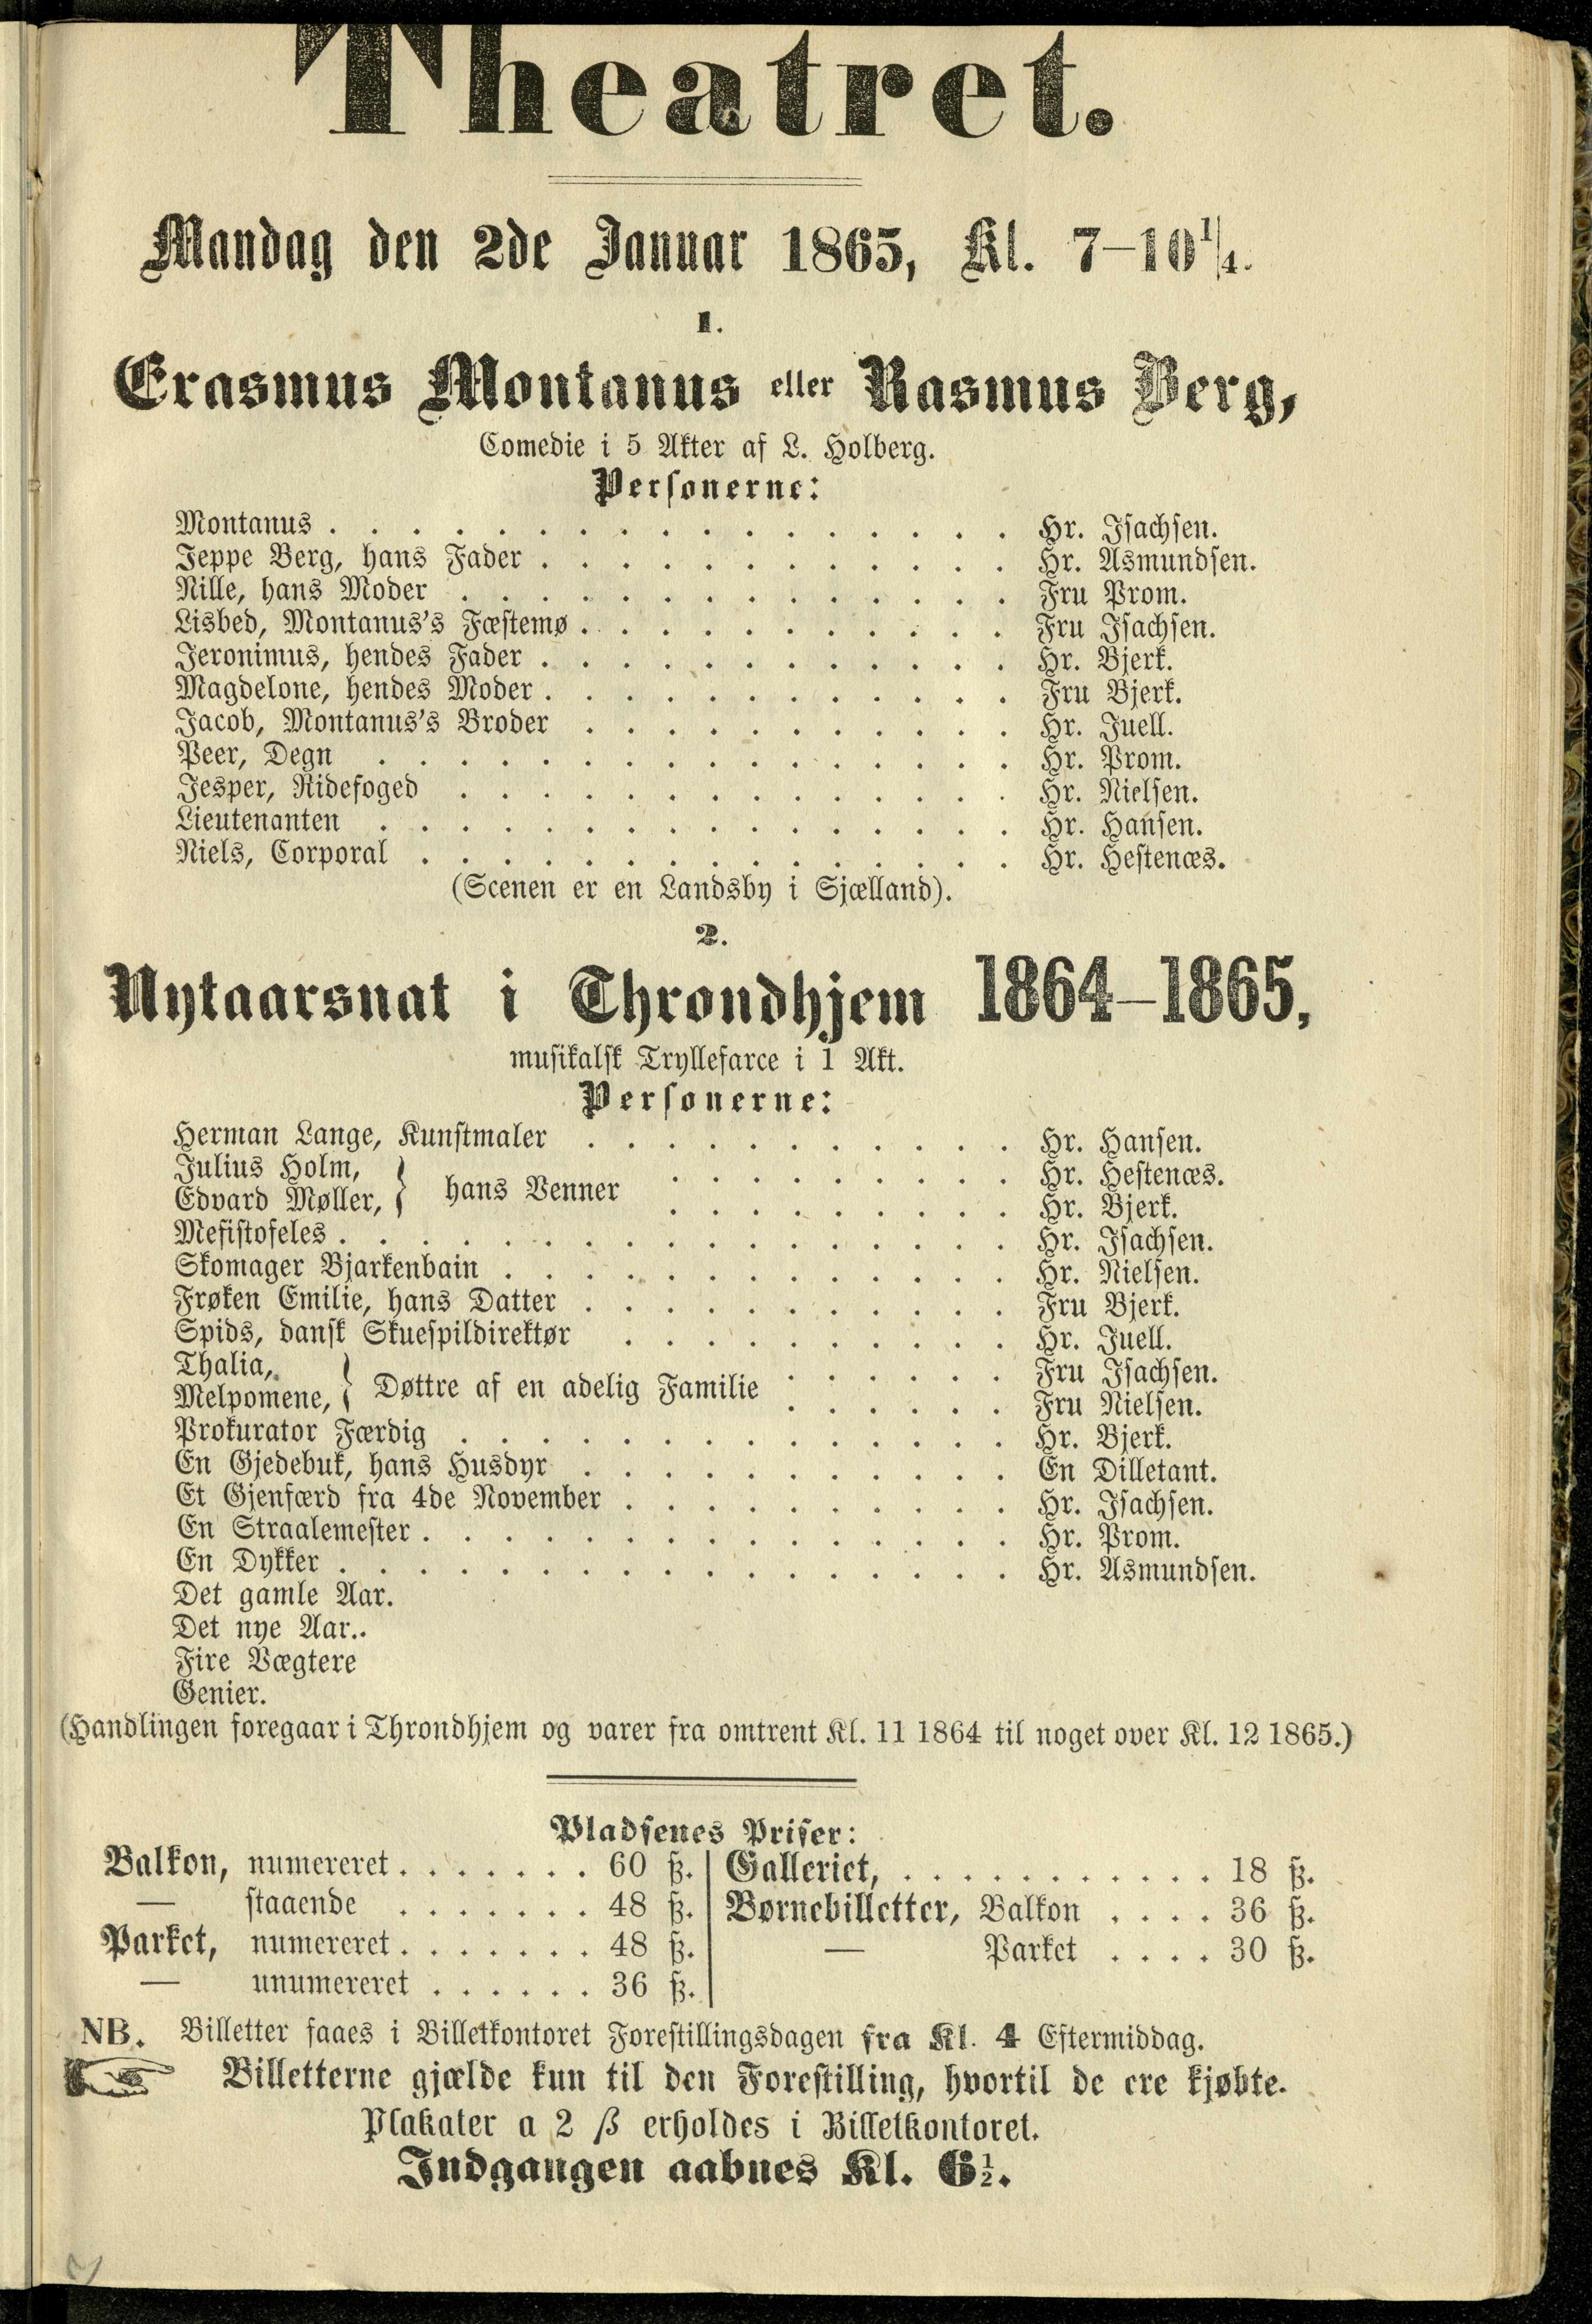 Theatret.
Mandag den 2de Januar 1865, Kl. 7–10 1/4.
1.
Erasmus Montanus eller Rasmus Berg,
Comedie i 5 Akter af L. Holberg.
Personerne:
Montanus . . . . . . . . . . . . . . . . . Hr. Isachsen.
Jeppe Berg, hans Fader . . . . . . . . . . . . Hr. Asmundsen.
Nille, hans Moder . . . . . . . . . . . . . . Fru Prom.
Lisbed, Montanus's Fæstemø . . . . . . . . . . . Fru Isachsen.
Jeronimus, hendes Fader . . . . . . . . . . . . Hr. Bjerk.
Magdelone, hendes Moder . . . . . . . . . . . . Fru Bjerk.
Jacob, Montanus's Broder . . . . . . . . . . . Hr. Juell.
Peer, Degn . . . . . . . . . . . . . . . . Hr. Prom.
Jesper, Ridefoged . . . . . . . . . . . . . . Hr. Nielsen.
Lieutenanten . . . . . . . . . . . . . . . . Hr. Hansen.
Niels, Corporal . . . . . . . . . . . . . . . Hr. Hestenæs.
(Scenen er en Landsby i Sjælland).
2.
Nytaarsnat i Throndhjem 1864–1865,
musikalsk Tryllefarce i 1 Akt.
Personerne:
Herman Lange, Kunstmaler . . . . . . . . . . . Hr. Hansen.
Julius Holm, } hans Venner . . . . . . . . . Hr. Hestenæs.
Edvard Møller, } . . . . . . . . . Hr. Bjerk.
Mefistofeles . . . . . . . . . . . . . . . . . Hr. Isachsen.
Skomager Bjarkenbain . . . . . . . . . . . . . Hr. Nielsen.
Frøken Emilie, hans Datter . . . . . . . . . . . Fru Bjerk.
Spids, dansk Skuespildirektør . . . . . . . . . . Hr. Juell.
Thalia, } Døttre af en adelig Familie . . . . . . Fru Isachsen.
Melpomene, } . . . . . . Fru Nielsen.
Prokurator Færdig . . . . . . . . . . . . . . Hr. Bjerk.
En Gjedebuk, hans Husdyr . . . . . . . . . . . En Dilletant.
Et Gjenfærd fra 4de November . . . . . . . . . . Hr. Isachsen.
En Straalemester . . . . . . . . . . . . . . . Hr. Prom.
En Dykker . . . . . . . . . . . . . . . . . Hr. Asmundsen.
Det gamle Aar.
Det nye Aar..
Fire Vægtere
Genier.
(Handlingen foregaar i Throndhjem og varer fra omtrent Kl. 11 1864 til noget over Kl. 12 1865.)
Pladsenes Priser:
Balkon, numereret . . . . . . . 60 ß.
— staaende . . . . . . . 48 ß.
Parket, numereret . . . . . . . 48 ß.
— unumereret . . . . . . 36 ß.
Galleriet, . . . . . . . . . . . . 18 ß.
Børnebilletter, Balkon . . . . 36 ß.
— Parket . . . . 30 ß.
NB. Billetter faaes i Billetkontoret Forestillingsdagen fra Kl. 4 Eftermiddag.
Billetterne gjælde kun til den Forestilling, hvortil de ere kjøbte.
Plakater a 2 ß erholdes i Billetkontoret.
Indgangen aabnes Kl. 6 1/2.